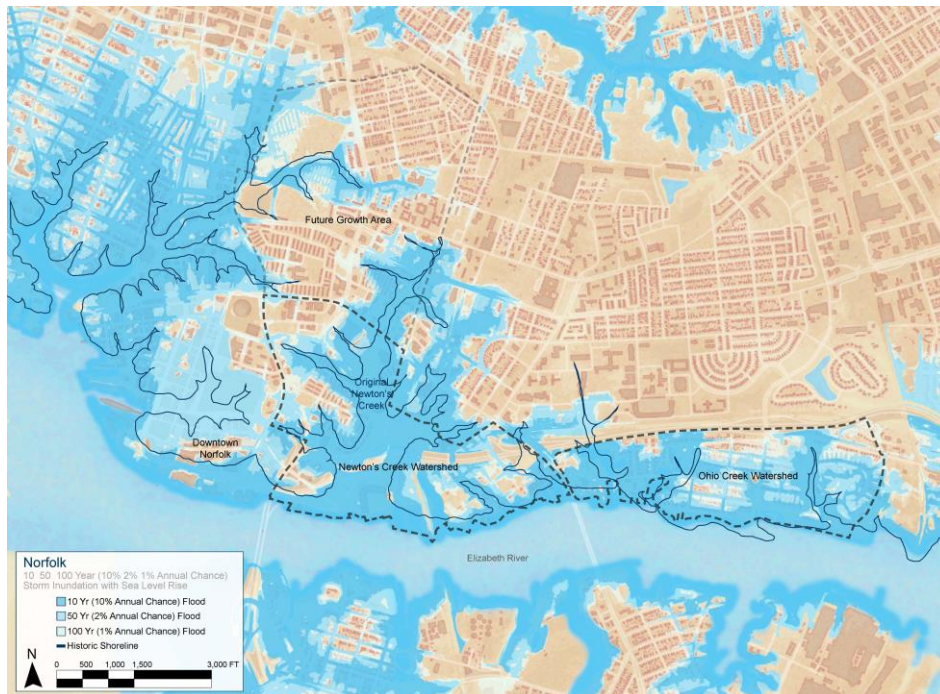 Future Growth Area
Original
Newton's
Creek
Downtown
Norfolk
Newton's Creek Watershed
Ohio Creek Watershed
Elizabeth River
Norfolk
10 50 100 Year (10% 2% 1% Annual Chance)
Storm Inundation with Sea Level Rise
10 Yr (10% Annual Chance) Flood
50 Yr (2% Annual Chance) Flood
100 Yr (1% Annual Chance) Flood
Historic Shoreline
N
0 500 1,000 1,500 3,000 FT